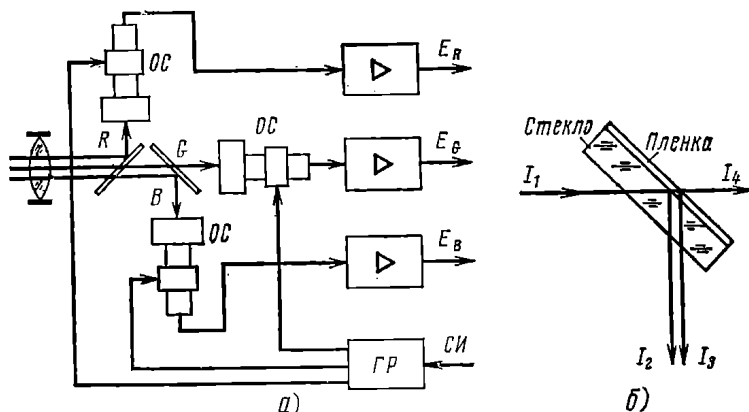 ОС
E_R
R
G
ОС
E_G
B
ОС
E_B
ГР
СИ
а)
Стекло
Пленка
I_1
I_4
I_2
I_3
б)